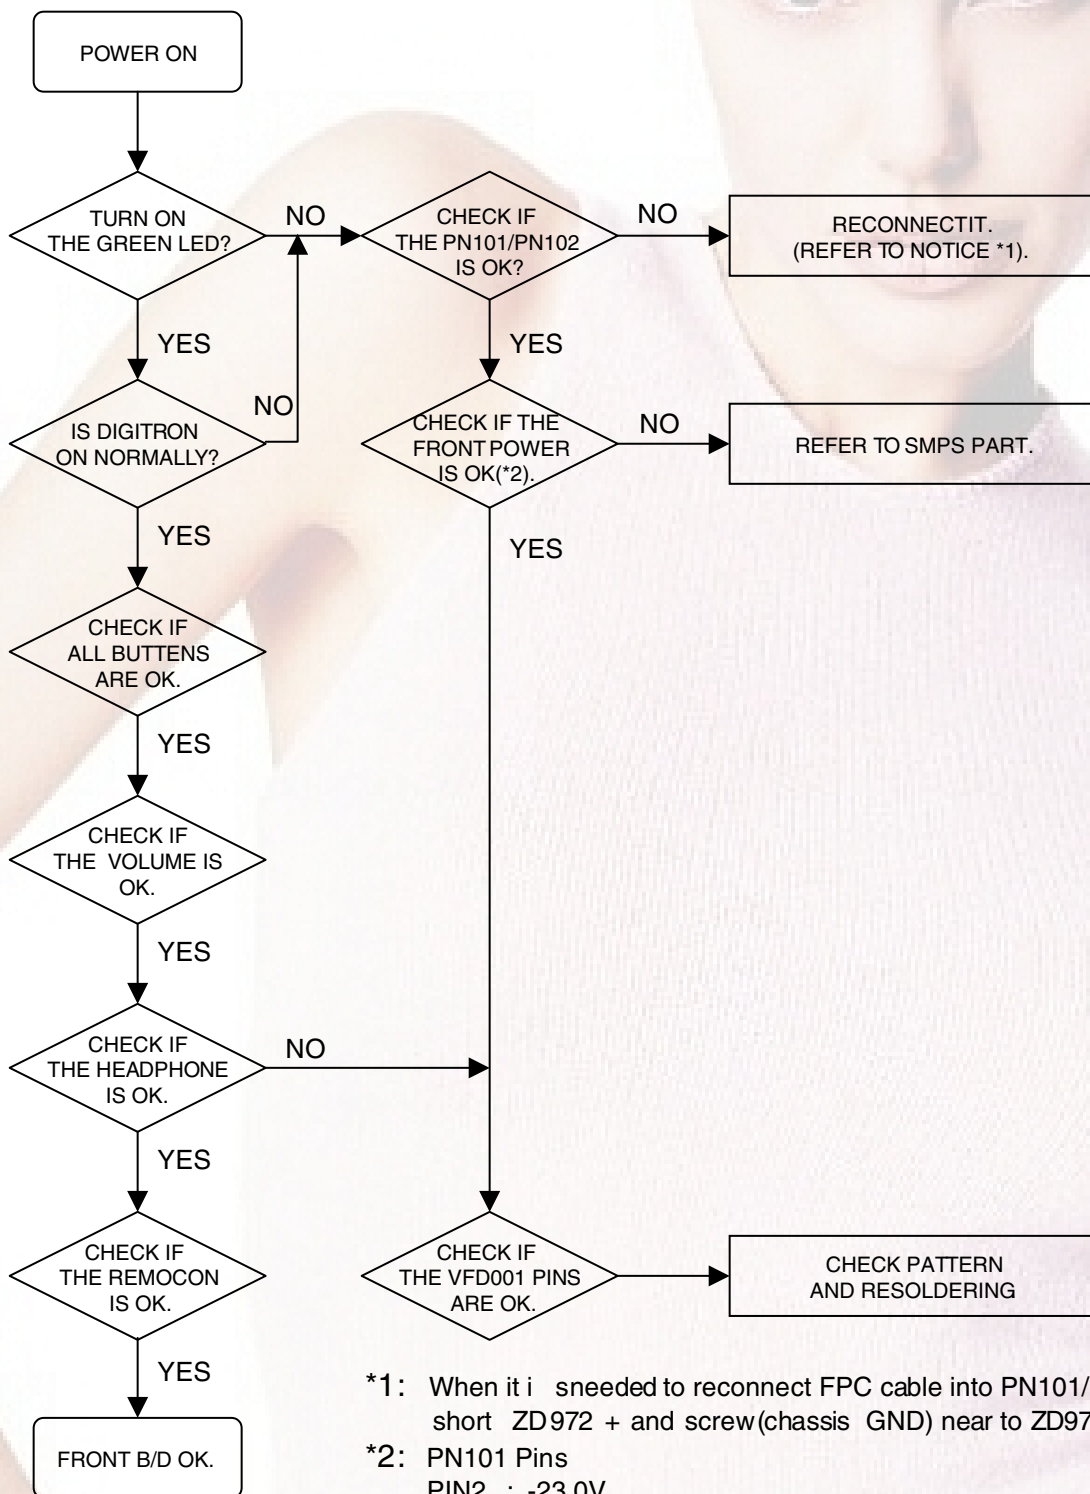 POWER ON
TURN ON
THE GREEN LED?
NO
CHECK IF
THE PN101/PN102
IS OK?
NO
RECONNECTIT.
(REFER TO NOTICE *1).
YES
YES
IS DIGITRON
ON NORMALLY?
NO
CHECK IF THE
FRONT POWER
IS OK(*2).
NO
REFER TO SMPS PART.
YES
YES
CHECK IF
ALL BUTTENS
ARE OK.
YES
CHECK IF
THE VOLUME IS
OK.
YES
CHECK IF
THE HEADPHONE
IS OK.
NO
YES
CHECK IF
THE REMOCON
IS OK.
CHECK IF
THE VFD001 PINS
ARE OK.
CHECK PATTERN
AND RESOLDERING
YES
FRONT B/D OK.
*1: When it i sneeded to reconnect FPC cable into PN101/
short ZD972 + and screw(chassis GND) near to ZD97
*2: PN101 Pins
PIN2 : -23.0V